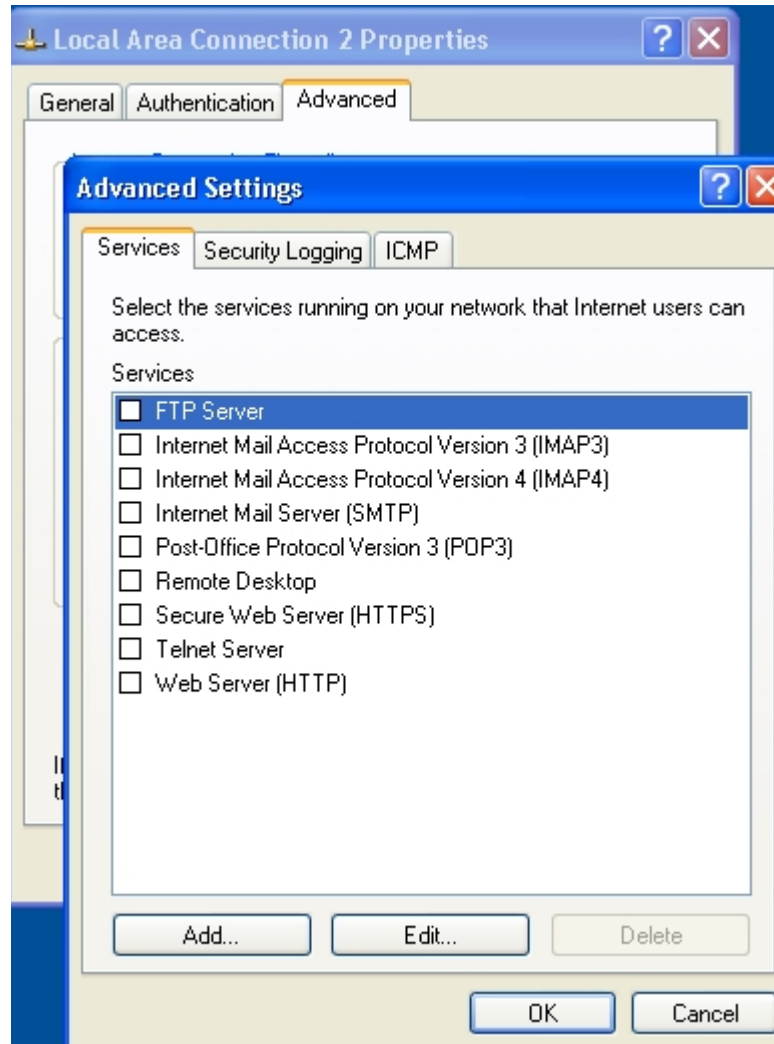 Local Area Connection 2 Properties
General Authentication Advanced
Advanced Settings
Services Security Logging ICMP
Select the services running on your network that Internet users can
access.
Services
FTP Server
Internet Mail Access Protocol Version 3 (IMAP3)
Internet Mail Access Protocol Version 4 (IMAP4)
Internet Mail Server (SMTP)
Post-Office Protocol Version 3 (POP3)
Remote Desktop
Secure Web Server (HTTPS)
Telnet Server
Web Server (HTTP)
Add... Edit... Delete
OK Cancel